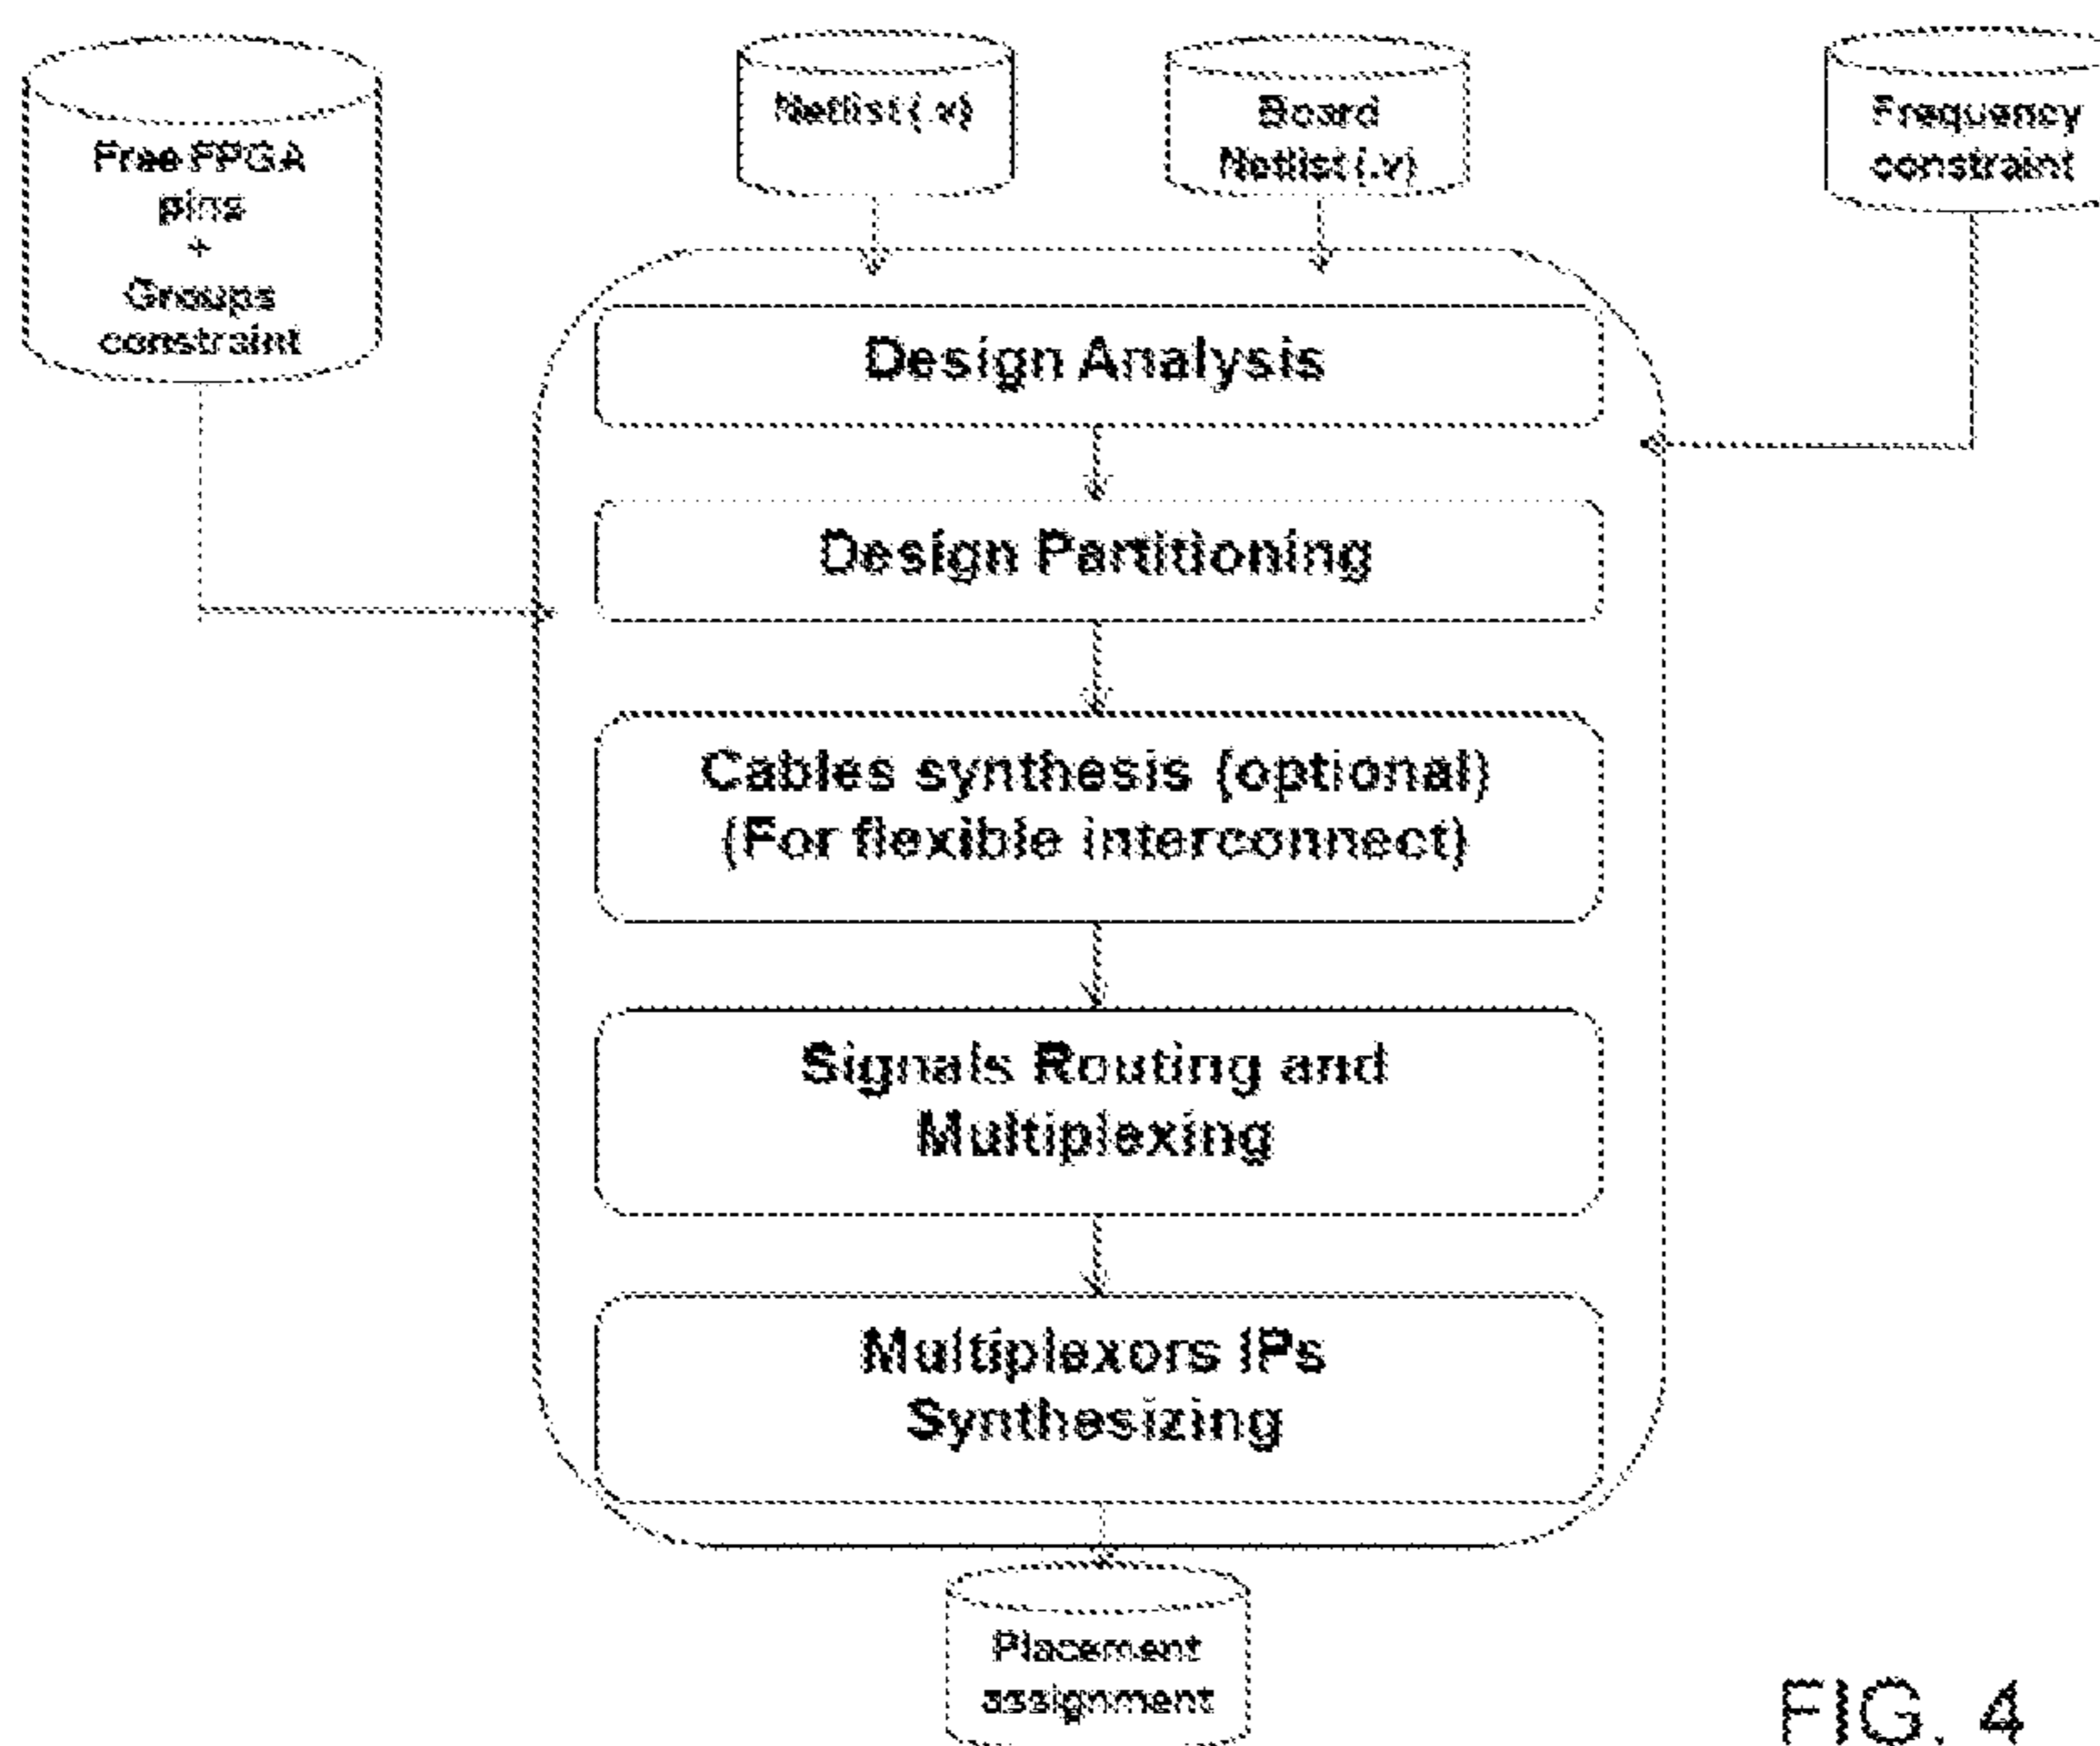 Free FPGA
pins
+
Groups
constraint
Netlist (.v)
Board
Netlist (.v)
Frequency
constraint
Design Analysis
Design Partitioning
Cables synthesis (optional)
(For flexible interconnect)
Signals Routing and
Multiplexing
Multiplexors IPs
Synthesizing
Placement
assignment
FIG. 4